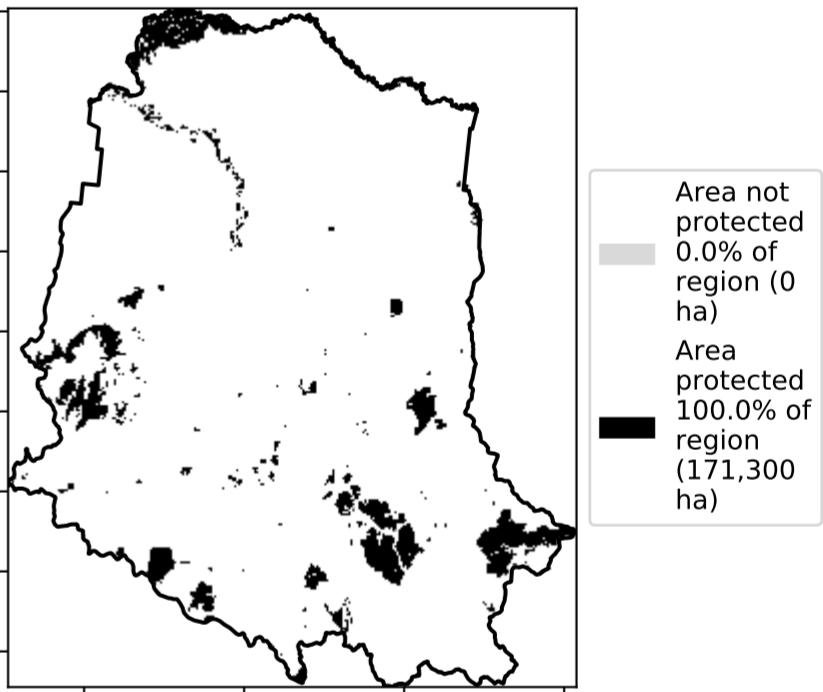 Area not
protected
0.0% of
region (0
ha)
Area
protected
100.0% of
region
(171,300
ha)